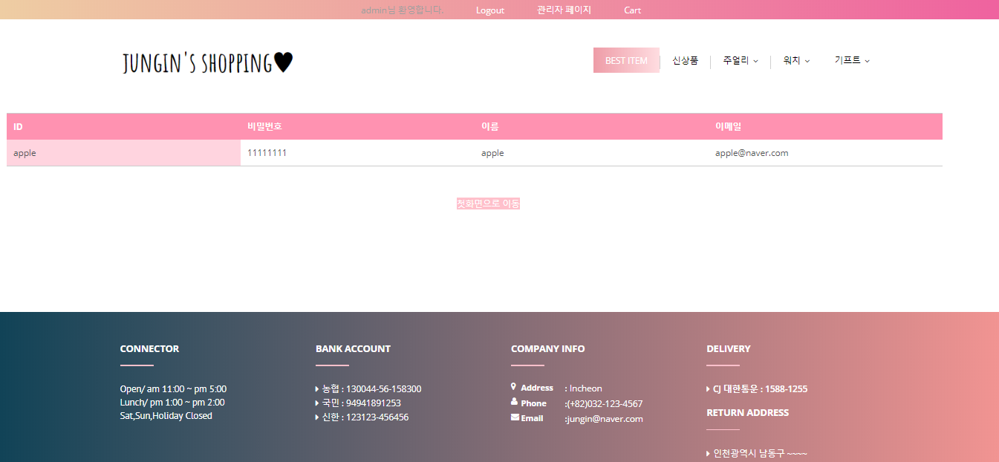 admin님 환영합니다. Logout 관리자 페이지 Cart
JUNGIN'S SHOPPING♥
BEST ITEM 신상품 주얼리 워치 기프트
ID 비밀번호 이름 이메일
apple 11111111 apple apple@naver.com
첫화면으로 이동
CONNECTOR
Open/ am 11:00 ~ pm 5:00
Lunch/ pm 1:00 ~ pm 2:00
Sat,Sun,Holiday Closed
BANK ACCOUNT
농협 : 130044-56-158300
국민 : 94941891253
신한 : 123123-456456
COMPANY INFO
Address : Incheon
Phone :(+82)032-123-4567
Email :jungin@naver.com
DELIVERY
CJ 대한통운 : 1588-1255
RETURN ADDRESS
인천광역시 남동구 ~~~~